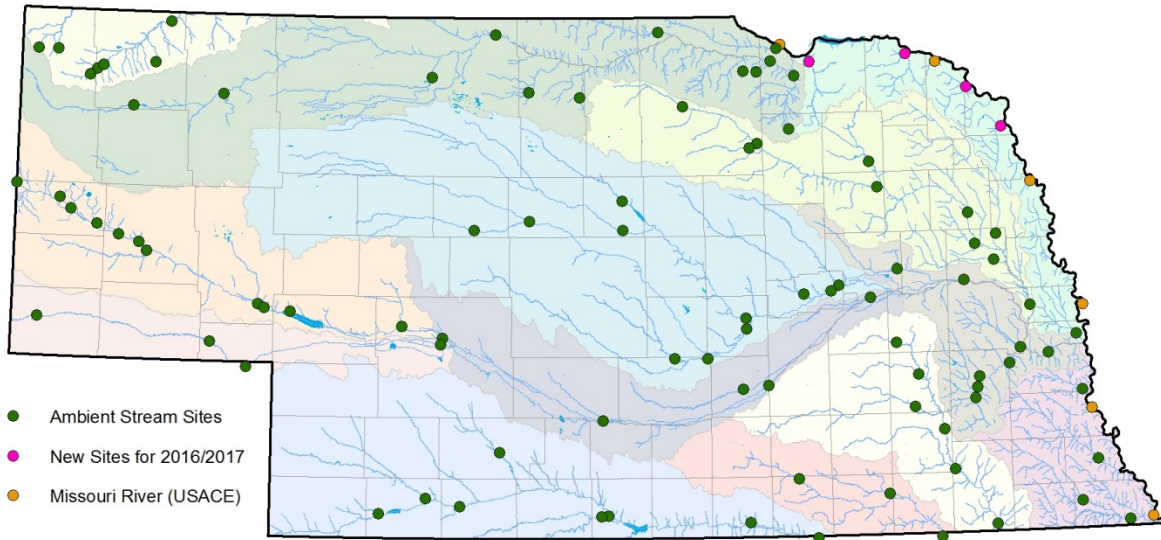 Ambient Stream Sites
New Sites for 2016/2017
Missouri River (USACE)